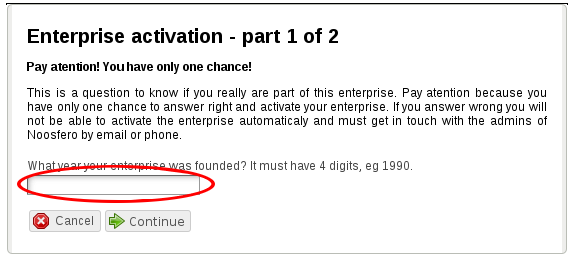 Enterprise activation - part 1 of 2
Pay atention! You have only one chance!
This is a question to know if you really are part of this enterprise. Pay atention because you
have only one chance to answer right and activate your enterprise. If you answer wrong you will
not be able to activate the enterprise automaticaly and must get in touch with the admins of
Noosfero by email or phone.
What year your enterprise was founded? It must have 4 digits, eg 1990.
Cancel Continue